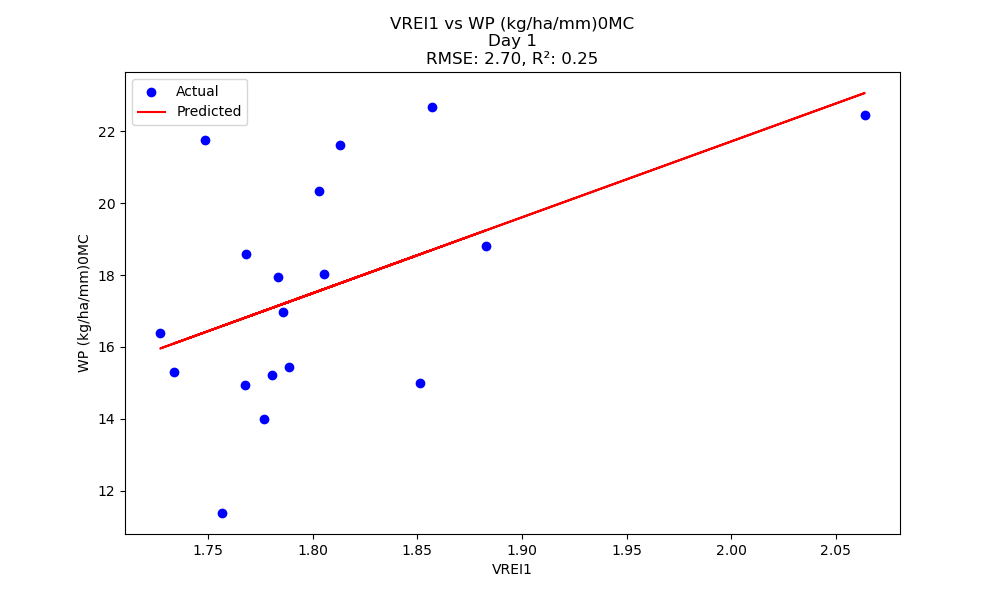 VREI1 vs WP (kg/ha/mm)0MC
Day 1
RMSE: 2.70, R²: 0.25
Actual
Predicted
WP (kg/ha/mm)0MC
22
20
18
16
14
12
1.75
1.80
1.85
1.90
1.95
2.00
2.05
VREI1